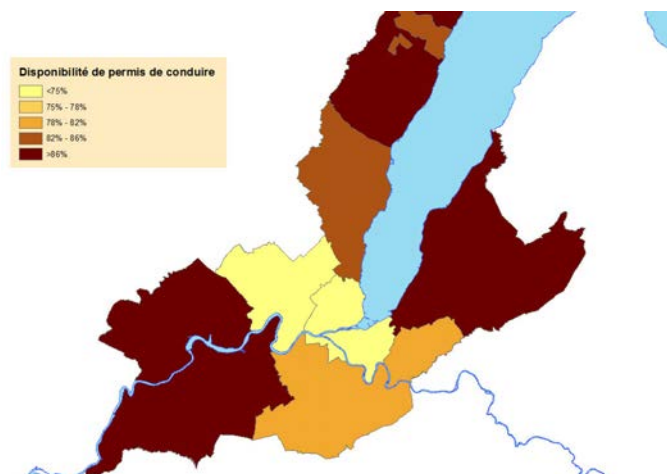 Disponibilité de permis de conduire
<75%
75% - 78%
78% - 82%
82% - 86%
>86%